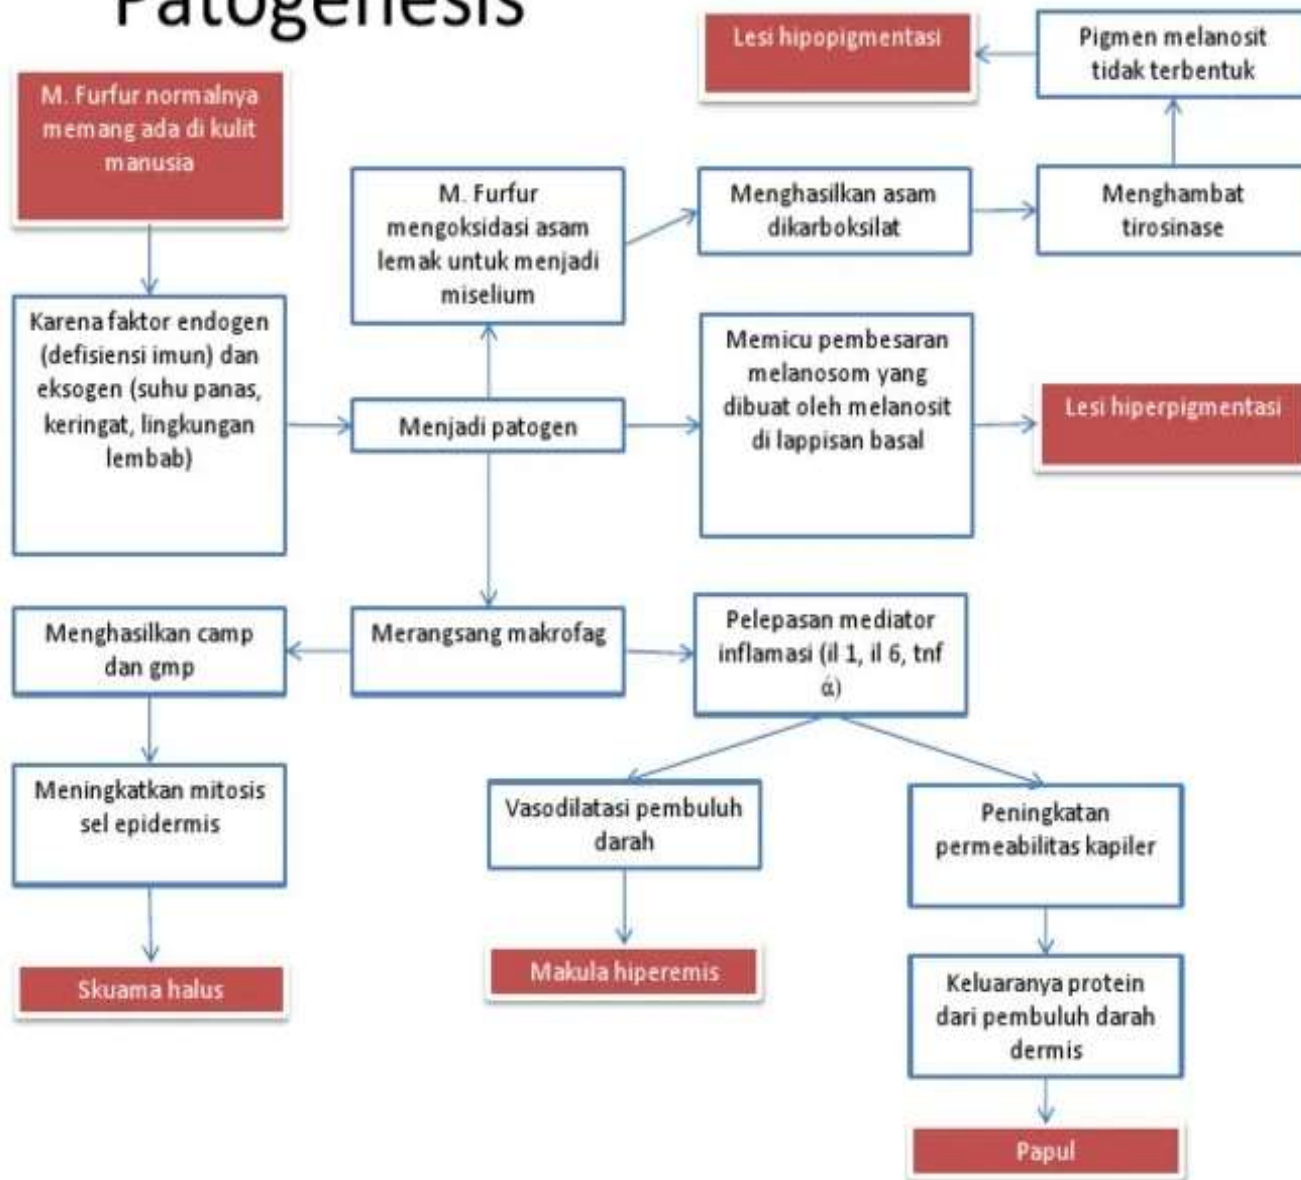 Patogenesis
M. Furfur normalnya
memang ada di kulit
manusia
Karena faktor endogen
(defisiensi imun) dan
eksogen (suhu panas,
keringat, lingkungan
lembab)
Menjadi patogen
M. Furfur
mengoksidasi asam
lemak untuk menjadi
miselium
Menghasilkan asam
dikarboksilat
Menghambat
tirosinase
Pigmen melanosit
tidak terbentuk
Lesi hipopigmentasi
Memicu pembesaran
melanosom yang
dibuat oleh melanosit
di lappisan basal
Lesi hiperpigmentasi
Merangsang makrofag
Menghasilkan camp
dan gmp
Meningkatkan mitosis
sel epidermis
Skuama halus
Pelepasan mediator
inflamasi (il 1, il 6, tnf
ά)
Vasodilatasi pembuluh
darah
Makula hiperemis
Peningkatan
permeabilitas kapiler
Keluaranya protein
dari pembuluh darah
dermis
Papul